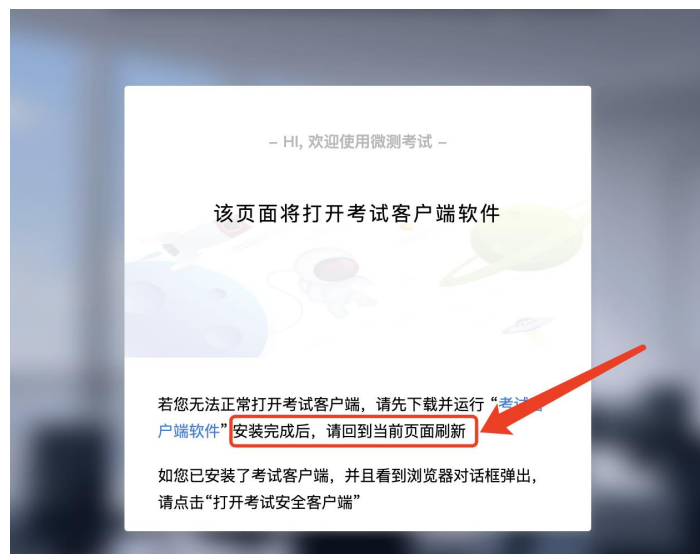 – HI, 欢迎使用微测考试 –
该页面将打开考试客户端软件
若您无法正常打开考试客户端，请先下载并运行 “考试客
户端软件” 安装完成后，请回到当前页面刷新
如您已安装了考试客户端，并且看到浏览器对话框弹出，
请点击“打开考试安全客户端”